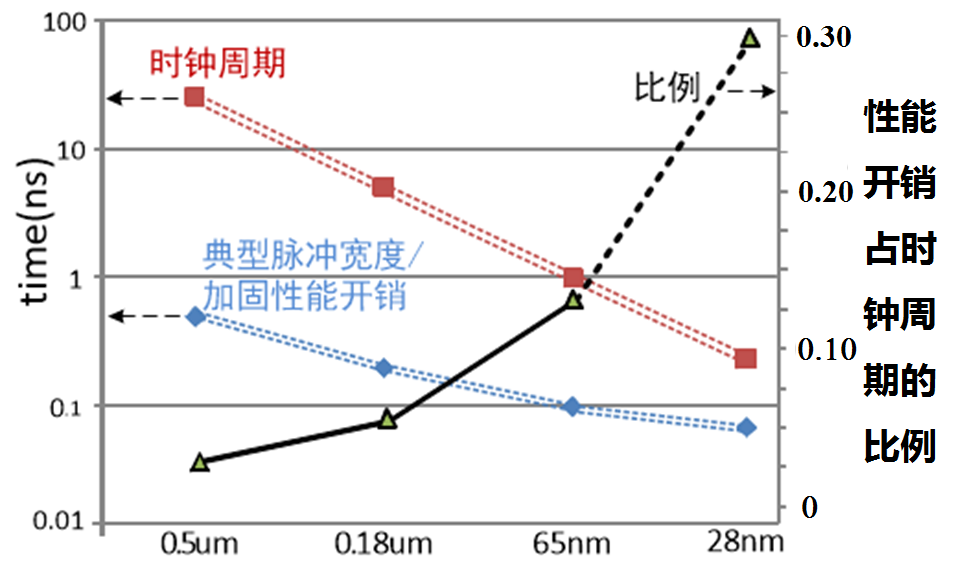 100
10
1
0.1
0.01
time(ns)
时钟周期
典型脉冲宽度/
加固性能开销
比例
0.30
0.20
0.10
0
性能
开销
占时
钟周
期的
比例
0.5um
0.18um
65nm
28nm